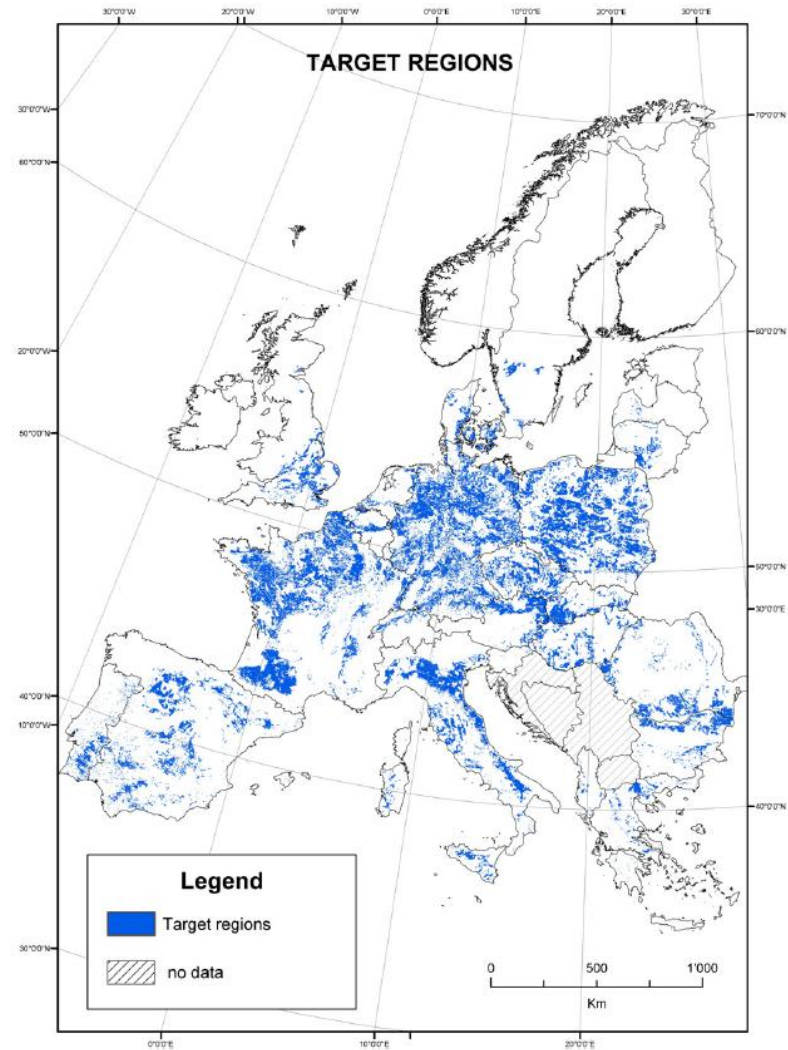 30°0'0"W 20°0'0"W 10°0'0"W 0°0'0"E 10°0'0"E 20°0'0"E 30°0'0"E
TARGET REGIONS
30°0'0"W
70°0'0"N
60°0'0"N
60°0'0"N
20°0'0"W
50°0'0"N
50°0'0"N
30°0'0"E
40°0'0"N
10°0'0"W
40°0'0"N
Legend
Target regions
no data
30°0'0"N
0 500 1'000
Km
0°0'0"E 10°0'0"E 20°0'0"E